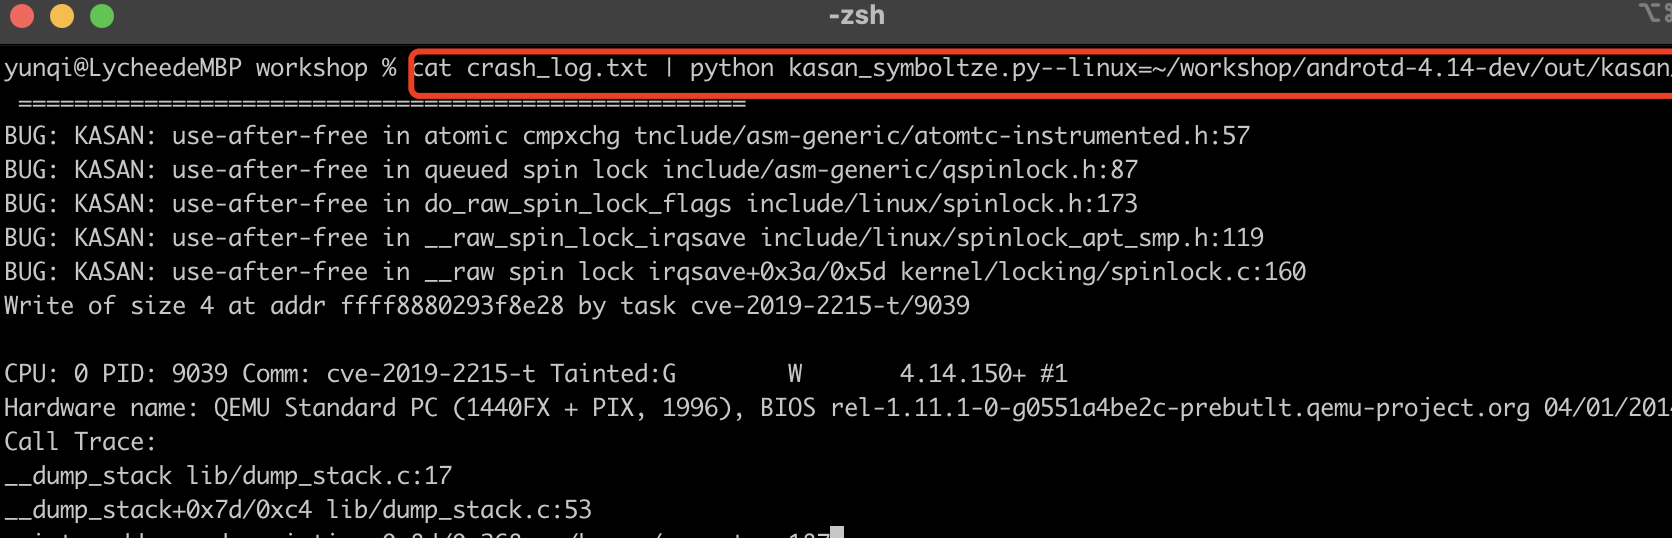 -zsh
yunqi@LycheedeMBP workshop % cat crash_log.txt | python kasan_symboltze.py--linux=~/workshop/androtd-4.14-dev/out/kasan
====================================================
BUG: KASAN: use-after-free in atomic cmpxchg tnclude/asm-generic/atomtc-instrumented.h:57
BUG: KASAN: use-after-free in queued spin lock include/asm-generic/qspinlock.h:87
BUG: KASAN: use-after-free in do_raw_spin_lock_flags include/linux/spinlock.h:173
BUG: KASAN: use-after-free in __raw_spin_lock_irqsave include/linux/spinlock_apt_smp.h:119
BUG: KASAN: use-after-free in __raw spin lock irqsave+0x3a/0x5d kernel/locking/spinlock.c:160
Write of size 4 at addr ffff8880293f8e28 by task cve-2019-2215-t/9039
CPU: 0 PID: 9039 Comm: cve-2019-2215-t Tainted:G        W       4.14.150+ #1
Hardware name: QEMU Standard PC (1440FX + PIX, 1996), BIOS rel-1.11.1-0-g0551a4be2c-prebutlt.qemu-project.org 04/01/2014
Call Trace:
__dump_stack lib/dump_stack.c:17
__dump_stack+0x7d/0xc4 lib/dump_stack.c:53